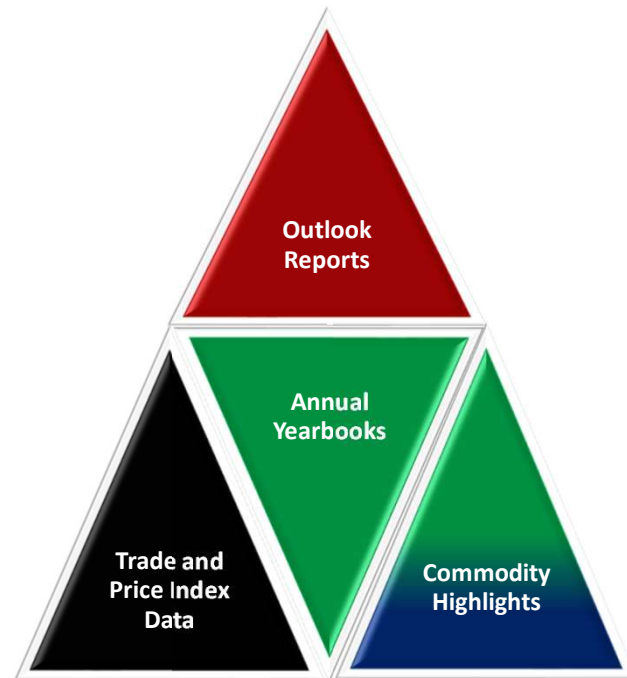 Outlook
Reports
Annual
Yearbooks
Trade and
Price Index
Data
Commodity
Highlights